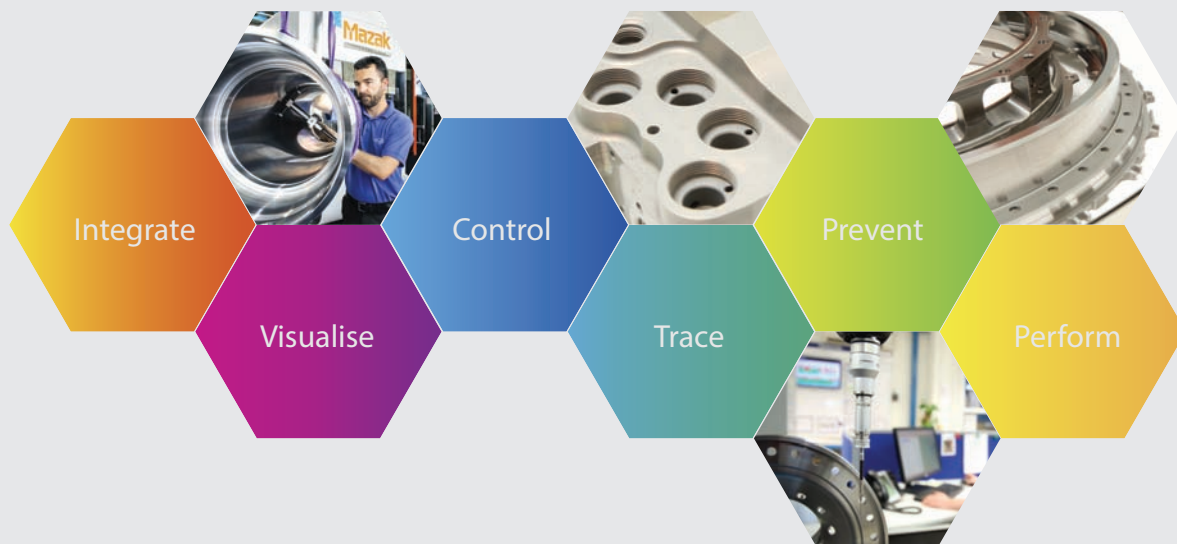 Mazak
Integrate
Control
Prevent
Visualise
Trace
Perform